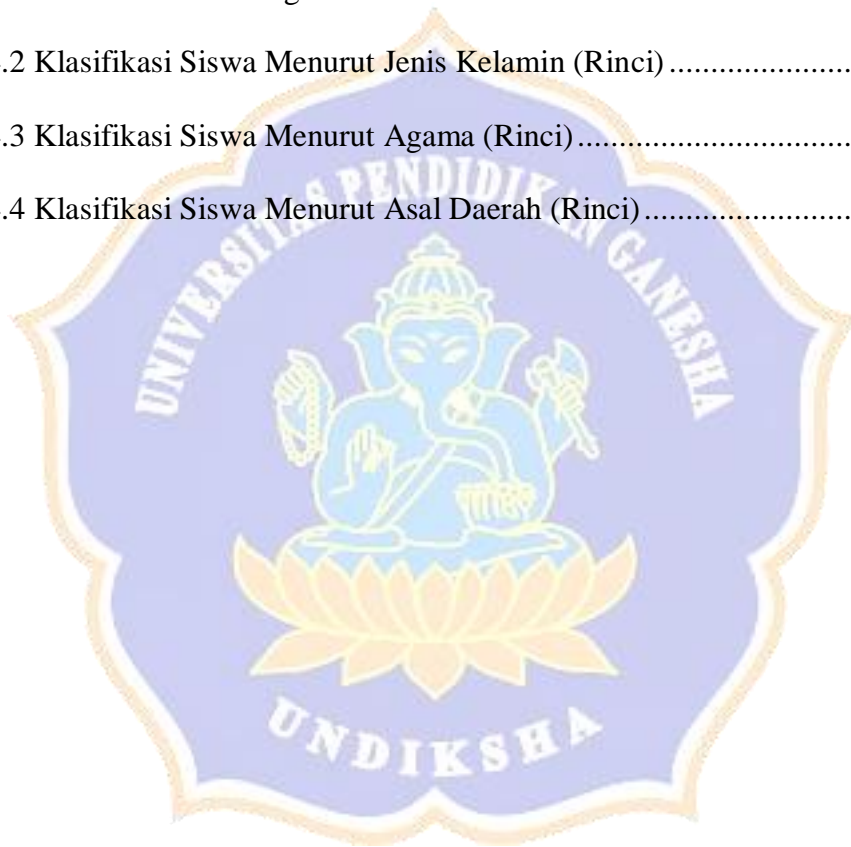 .2 Klasifikasi Siswa Menurut Jenis Kelamin (Rinci).......................
.3 Klasifikasi Siswa Menurut Agama (Rinci)..................................
.4 Klasifikasi Siswa Menurut Asal Daerah (Rinci)..........................
UNIVERSITAS PENDIDIKAN GANESHA
UNDIKSHA